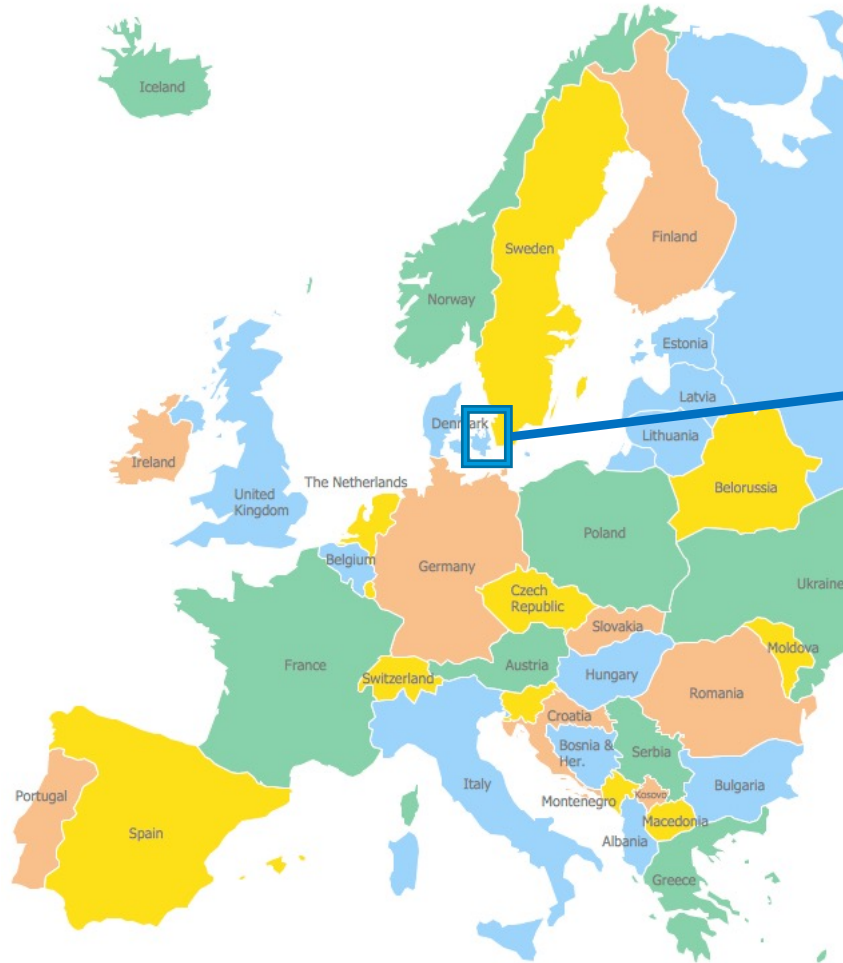 Iceland
Sweden
Finland
Norway
Estonia
Latvia
Denmark
Lithuania
Ireland
The Netherlands
Belorussia
United
Kingdom
Poland
Belgium
Germany
Ukraine
Czech
Republic
Slovakia
Moldova
France
Austria
Switzerland
Hungary
Romania
Croatia
Bosnia &
Her.
Serbia
Italy
Bulgaria
Portugal
Kosovo
Montenegro
Spain
Macedonia
Albania
Greece